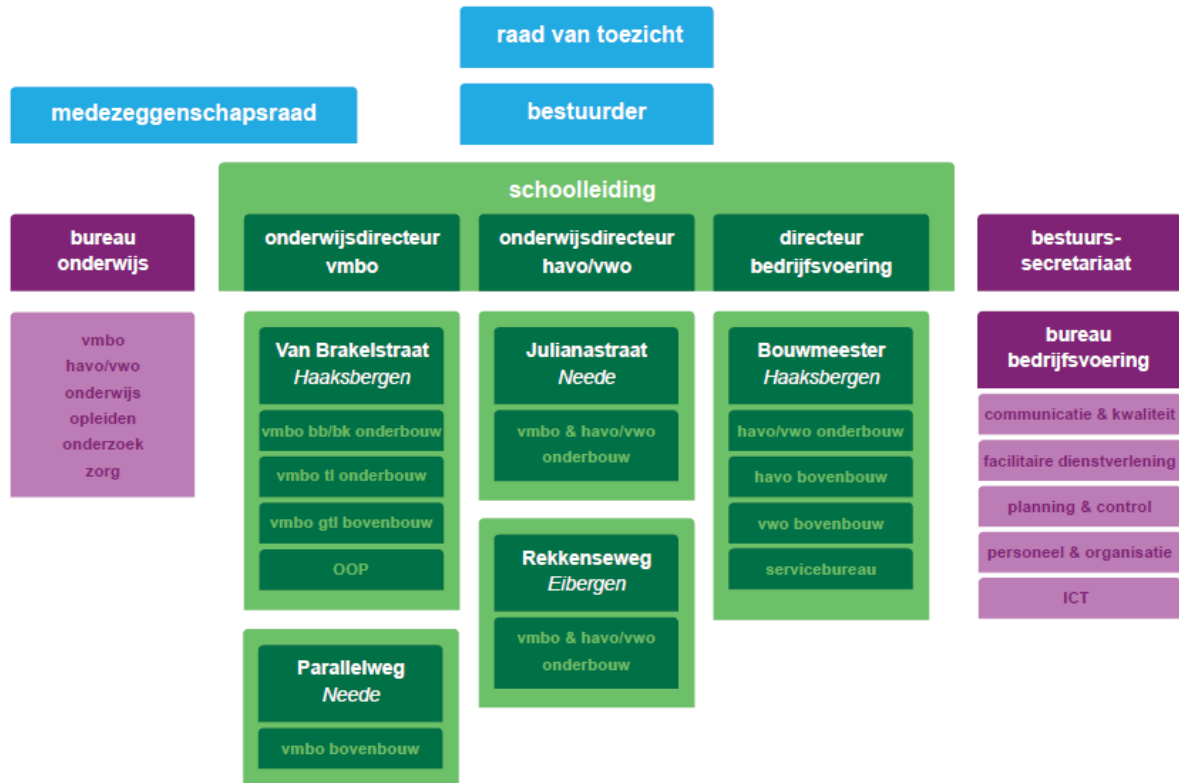 raad van toezicht
medezeggenschapsraad
bestuurder
schoolleiding
bureau
onderwijs
onderwijsdirecteur
vmbo
onderwijsdirecteur
havo/vwo
directeur
bedrijfsvoering
bestuurs-
secretariaat
vmbo
havo/vwo
onderwijs
opleiden
onderzoek
zorg
Van Brakelstraat
Haaksbergen
vmbo bb/bk onderbouw
vmbo tl onderbouw
vmbo gtl bovenbouw
OOP
Parallelweg
Neede
vmbo bovenbouw
Julianastraat
Neede
vmbo & havo/vwo
onderbouw
Rekkenseweg
Eibergen
vmbo & havo/vwo
onderbouw
Bouwmeester
Haaksbergen
havo/vwo onderbouw
havo bovenbouw
vwo bovenbouw
servicebureau
bureau
bedrijfsvoering
communicatie & kwaliteit
facilitaire dienstverlening
planning & control
personeel & organisatie
ICT